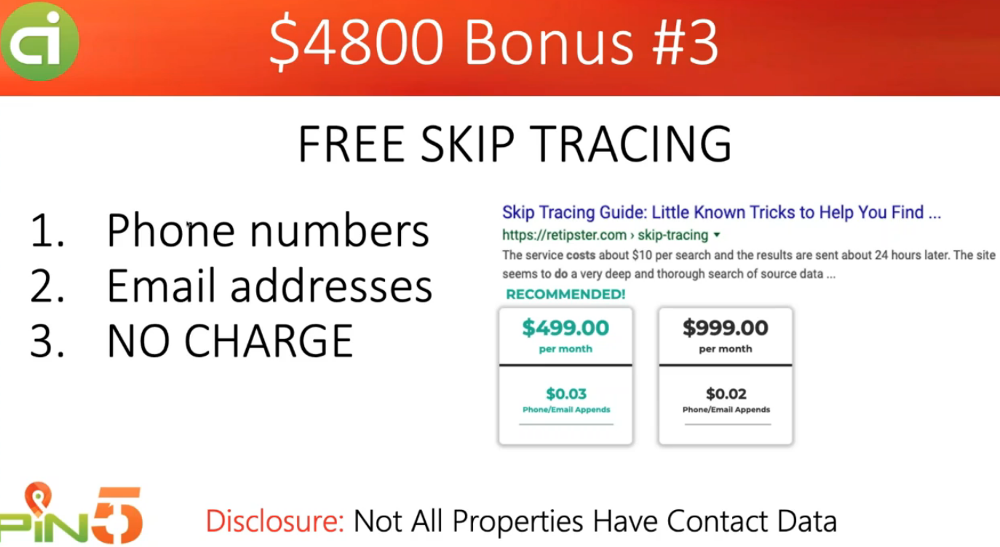 ai
$4800 Bonus #3
FREE SKIP TRACING
1. Phone numbers
2. Email addresses
3. NO CHARGE
Skip Tracing Guide: Little Known Tricks to Help You Find ...
https://retipster.com › skip-tracing
The service costs about $10 per search and the results are sent about 24 hours later. The site
seems to do a very deep and thorough search of source data ...
RECOMMENDED!
$499.00
per month
$0.03
Phone/Email Appends
$999.00
per month
$0.02
Phone/Email Appends
PiN5
Disclosure: Not All Properties Have Contact Data